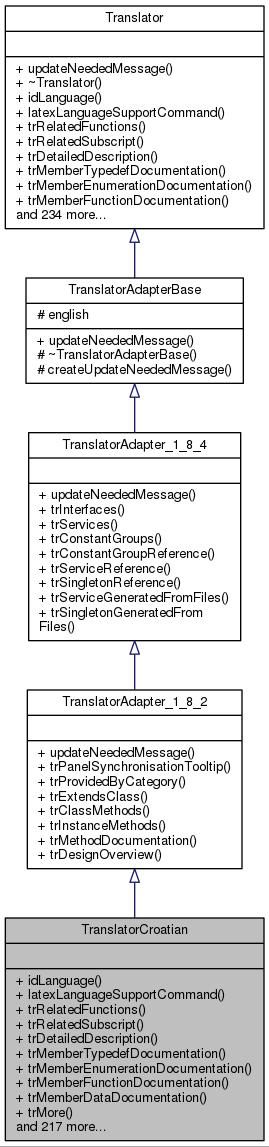 Translator
+ updateNeededMessage()
+ ~Translator()
+ idLanguage()
+ latexLanguageSupportCommand()
+ trRelatedFunctions()
+ trRelatedSubscript()
+ trDetailedDescription()
+ trMemberTypedefDocumentation()
+ trMemberEnumerationDocumentation()
+ trMemberFunctionDocumentation()
and 234 more...
TranslatorAdapterBase
# english
+ updateNeededMessage()
# ~TranslatorAdapterBase()
# createUpdateNeededMessage()
TranslatorAdapter_1_8_4
+ updateNeededMessage()
+ trInterfaces()
+ trServices()
+ trConstantGroups()
+ trConstantGroupReference()
+ trServiceReference()
+ trSingletonReference()
+ trServiceGeneratedFromFiles()
+ trSingletonGeneratedFrom
Files()
TranslatorAdapter_1_8_2
+ updateNeededMessage()
+ trPanelSynchronisationTooltip()
+ trProvidedByCategory()
+ trExtendsClass()
+ trClassMethods()
+ trInstanceMethods()
+ trMethodDocumentation()
+ trDesignOverview()
TranslatorCroatian
+ idLanguage()
+ latexLanguageSupportCommand()
+ trRelatedFunctions()
+ trRelatedSubscript()
+ trDetailedDescription()
+ trMemberTypedefDocumentation()
+ trMemberEnumerationDocumentation()
+ trMemberFunctionDocumentation()
+ trMemberDataDocumentation()
+ trMore()
and 217 more...